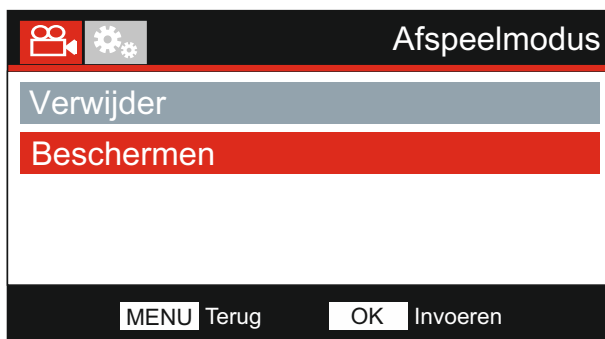 Afspeelmodus
Verwijder
Beschermen
MENU Terug OK Invoeren